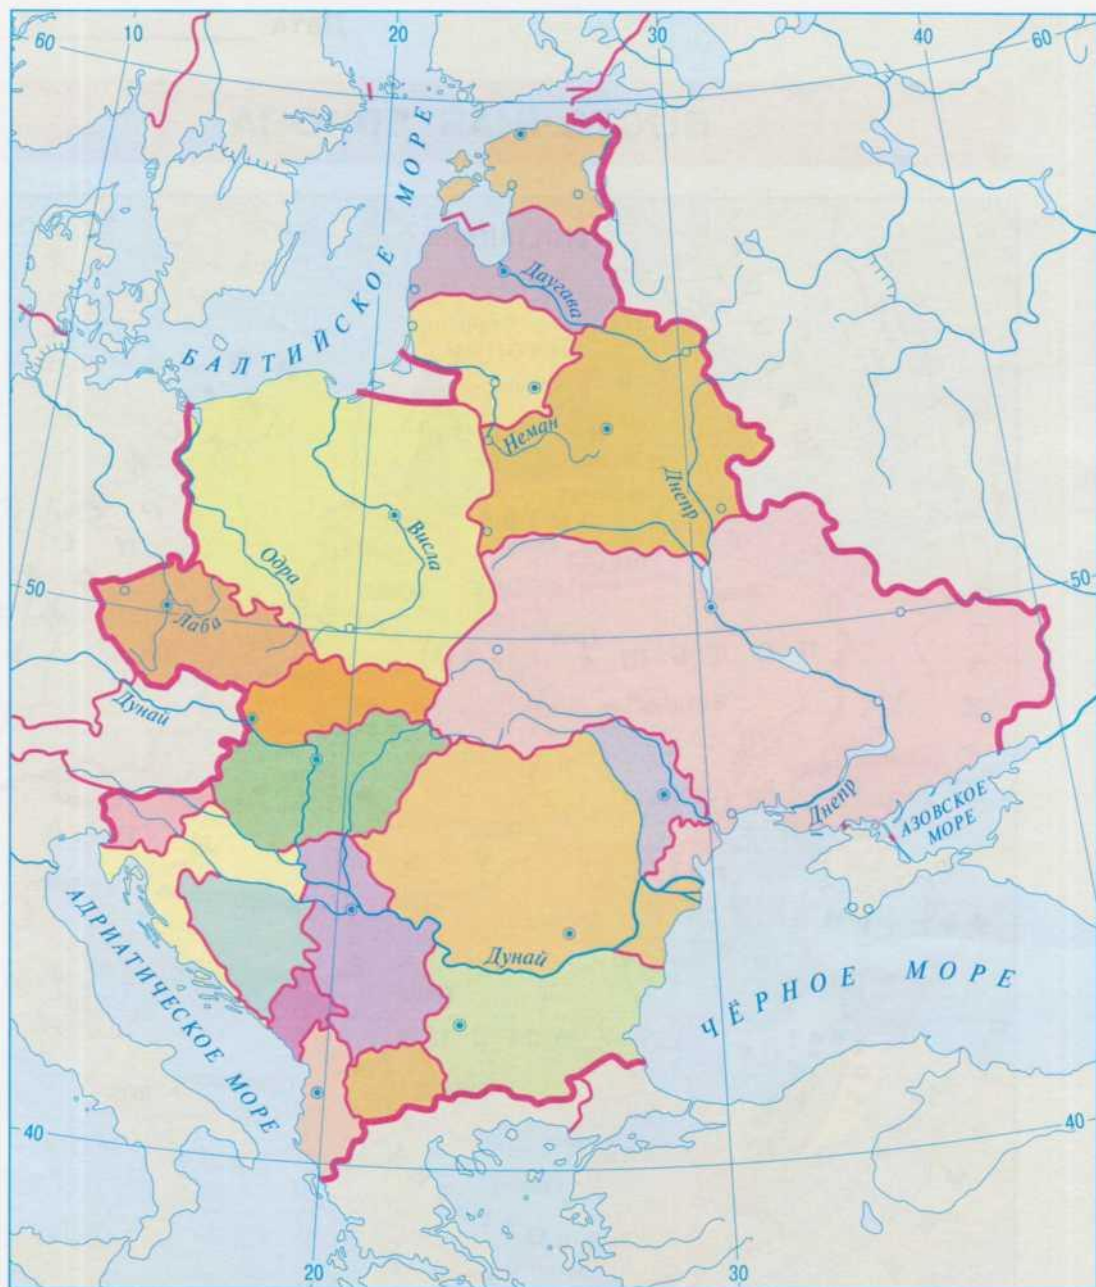 10
20
30
40
60
60
БАЛТИЙСКОЕ МОРЕ
Даугава
Неман
Днепр
Висла
Одра
50
50
Лаба
Дунай
Днепр
АЗОВСКОЕ
МОРЕ
АДРИАТИЧЕСКОЕ МОРЕ
Дунай
ЧЁРНОЕ МОРЕ
40
40
20
30